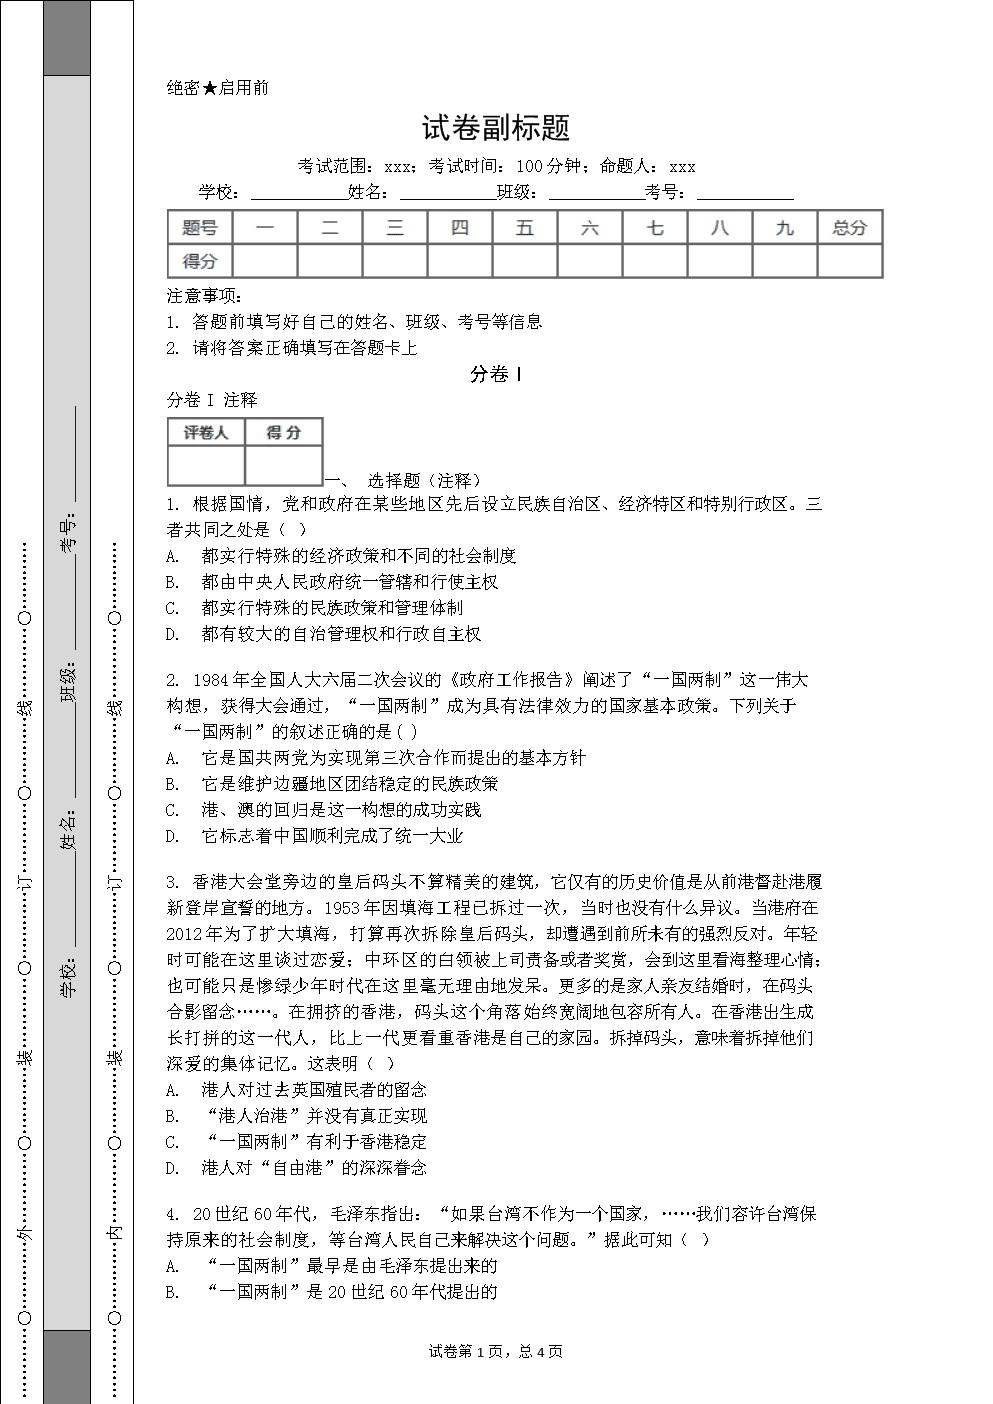 绝密★启用前
试卷副标题
考试范围：xxx；考试时间：100分钟；命题人：xxx
学校：___________姓名：___________班级：___________考号：___________
题号 一 二 三 四 五 六 七 八 九 总分
得分
注意事项：
1. 答题前填写好自己的姓名、班级、考号等信息
2. 请将答案正确填写在答题卡上
分卷I
分卷I 注释
评卷人 得 分
一、 选择题（注释）
1. 根据国情，党和政府在某些地区先后设立民族自治区、经济特区和特别行政区。三
者共同之处是（ ）
A. 都实行特殊的经济政策和不同的社会制度
B. 都由中央人民政府统一管辖和行使主权
C. 都实行特殊的民族政策和管理体制
D. 都有较大的自治管理权和行政自主权
2. 1984年全国人大六届二次会议的《政府工作报告》阐述了“一国两制”这一伟大
构想，获得大会通过，“一国两制”成为具有法律效力的国家基本政策。下列关于
“一国两制”的叙述正确的是( )
A. 它是国共两党为实现第三次合作而提出的基本方针
B. 它是维护边疆地区团结稳定的民族政策
C. 港、澳的回归是这一构想的成功实践
D. 它标志着中国顺利完成了统一大业
3. 香港大会堂旁边的皇后码头不算精美的建筑，它仅有的历史价值是从前港督赴港履
新登岸宣誓的地方。1953年因填海工程已拆过一次，当时也没有什么异议。当港府在
2012年为了扩大填海，打算再次拆除皇后码头，却遭遇到前所未有的强烈反对。年轻
时可能在这里谈过恋爱；中环区的白领被上司责备或者奖赏，会到这里看海整理心情；
也可能只是惨绿少年时代在这里毫无理由地发呆。更多的是家人亲友结婚时，在码头
合影留念……。在拥挤的香港，码头这个角落始终宽阔地包容所有人。在香港出生成
长打拼的这一代人，比上一代更看重香港是自己的家园。拆掉码头，意味着拆掉他们
深爱的集体记忆。这表明（ ）
A. 港人对过去英国殖民者的留念
B. “港人治港”并没有真正实现
C. “一国两制”有利于香港稳定
D. 港人对“自由港”的深深眷念
4. 20世纪60年代，毛泽东指出：“如果台湾不作为一个国家，……我们容许台湾保
持原来的社会制度，等台湾人民自己来解决这个问题。”据此可知（ ）
A. “一国两制”最早是由毛泽东提出来的
B. “一国两制”是20世纪60年代提出的
试卷第1页，总4页
…………○…………外…………○…………装…………○…………订…………○…………线…………○…………
学校：___________姓名：___________班级：___________考号：___________
…………○…………内…………○…………装…………○…………订…………○…………线…………○…………